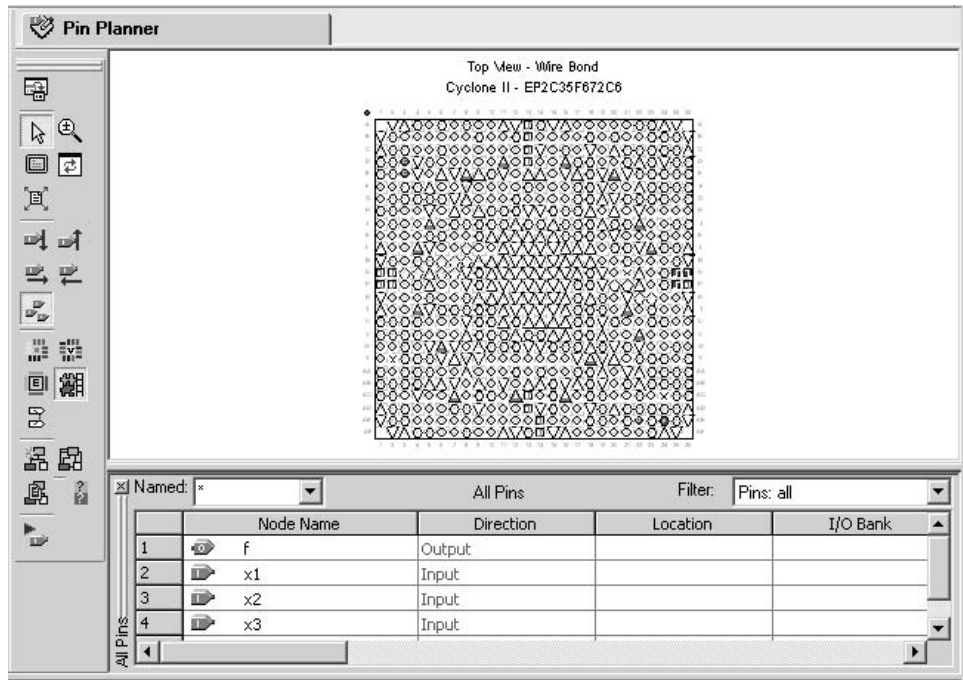 Pin Planner
Top View - Wire Bond
Cyclone II - EP2C35F672C6
Named: * All Pins Filter: Pins: all
Node Name Direction Location I/O Bank
1 f Output
2 x1 Input
3 x2 Input
4 x3 Input
All Pins